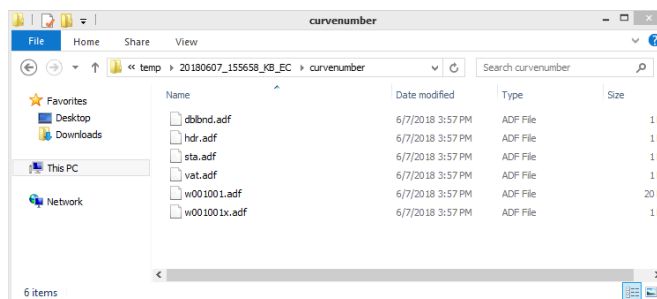 curvenumber
File Home Share View
« temp 20180607_155658_KB_EC curvenumber Search curvenumber
Name Date modified Type Size
Favorites
Desktop
Downloads
This PC
Network
dblbnd.adf 6/7/2018 3:57 PM ADF File 1
hdr.adf 6/7/2018 3:57 PM ADF File 1
sta.adf 6/7/2018 3:57 PM ADF File 1
vat.adf 6/7/2018 3:57 PM ADF File 1
w001001.adf 6/7/2018 3:57 PM ADF File 20
w001001x.adf 6/7/2018 3:57 PM ADF File 1
6 items